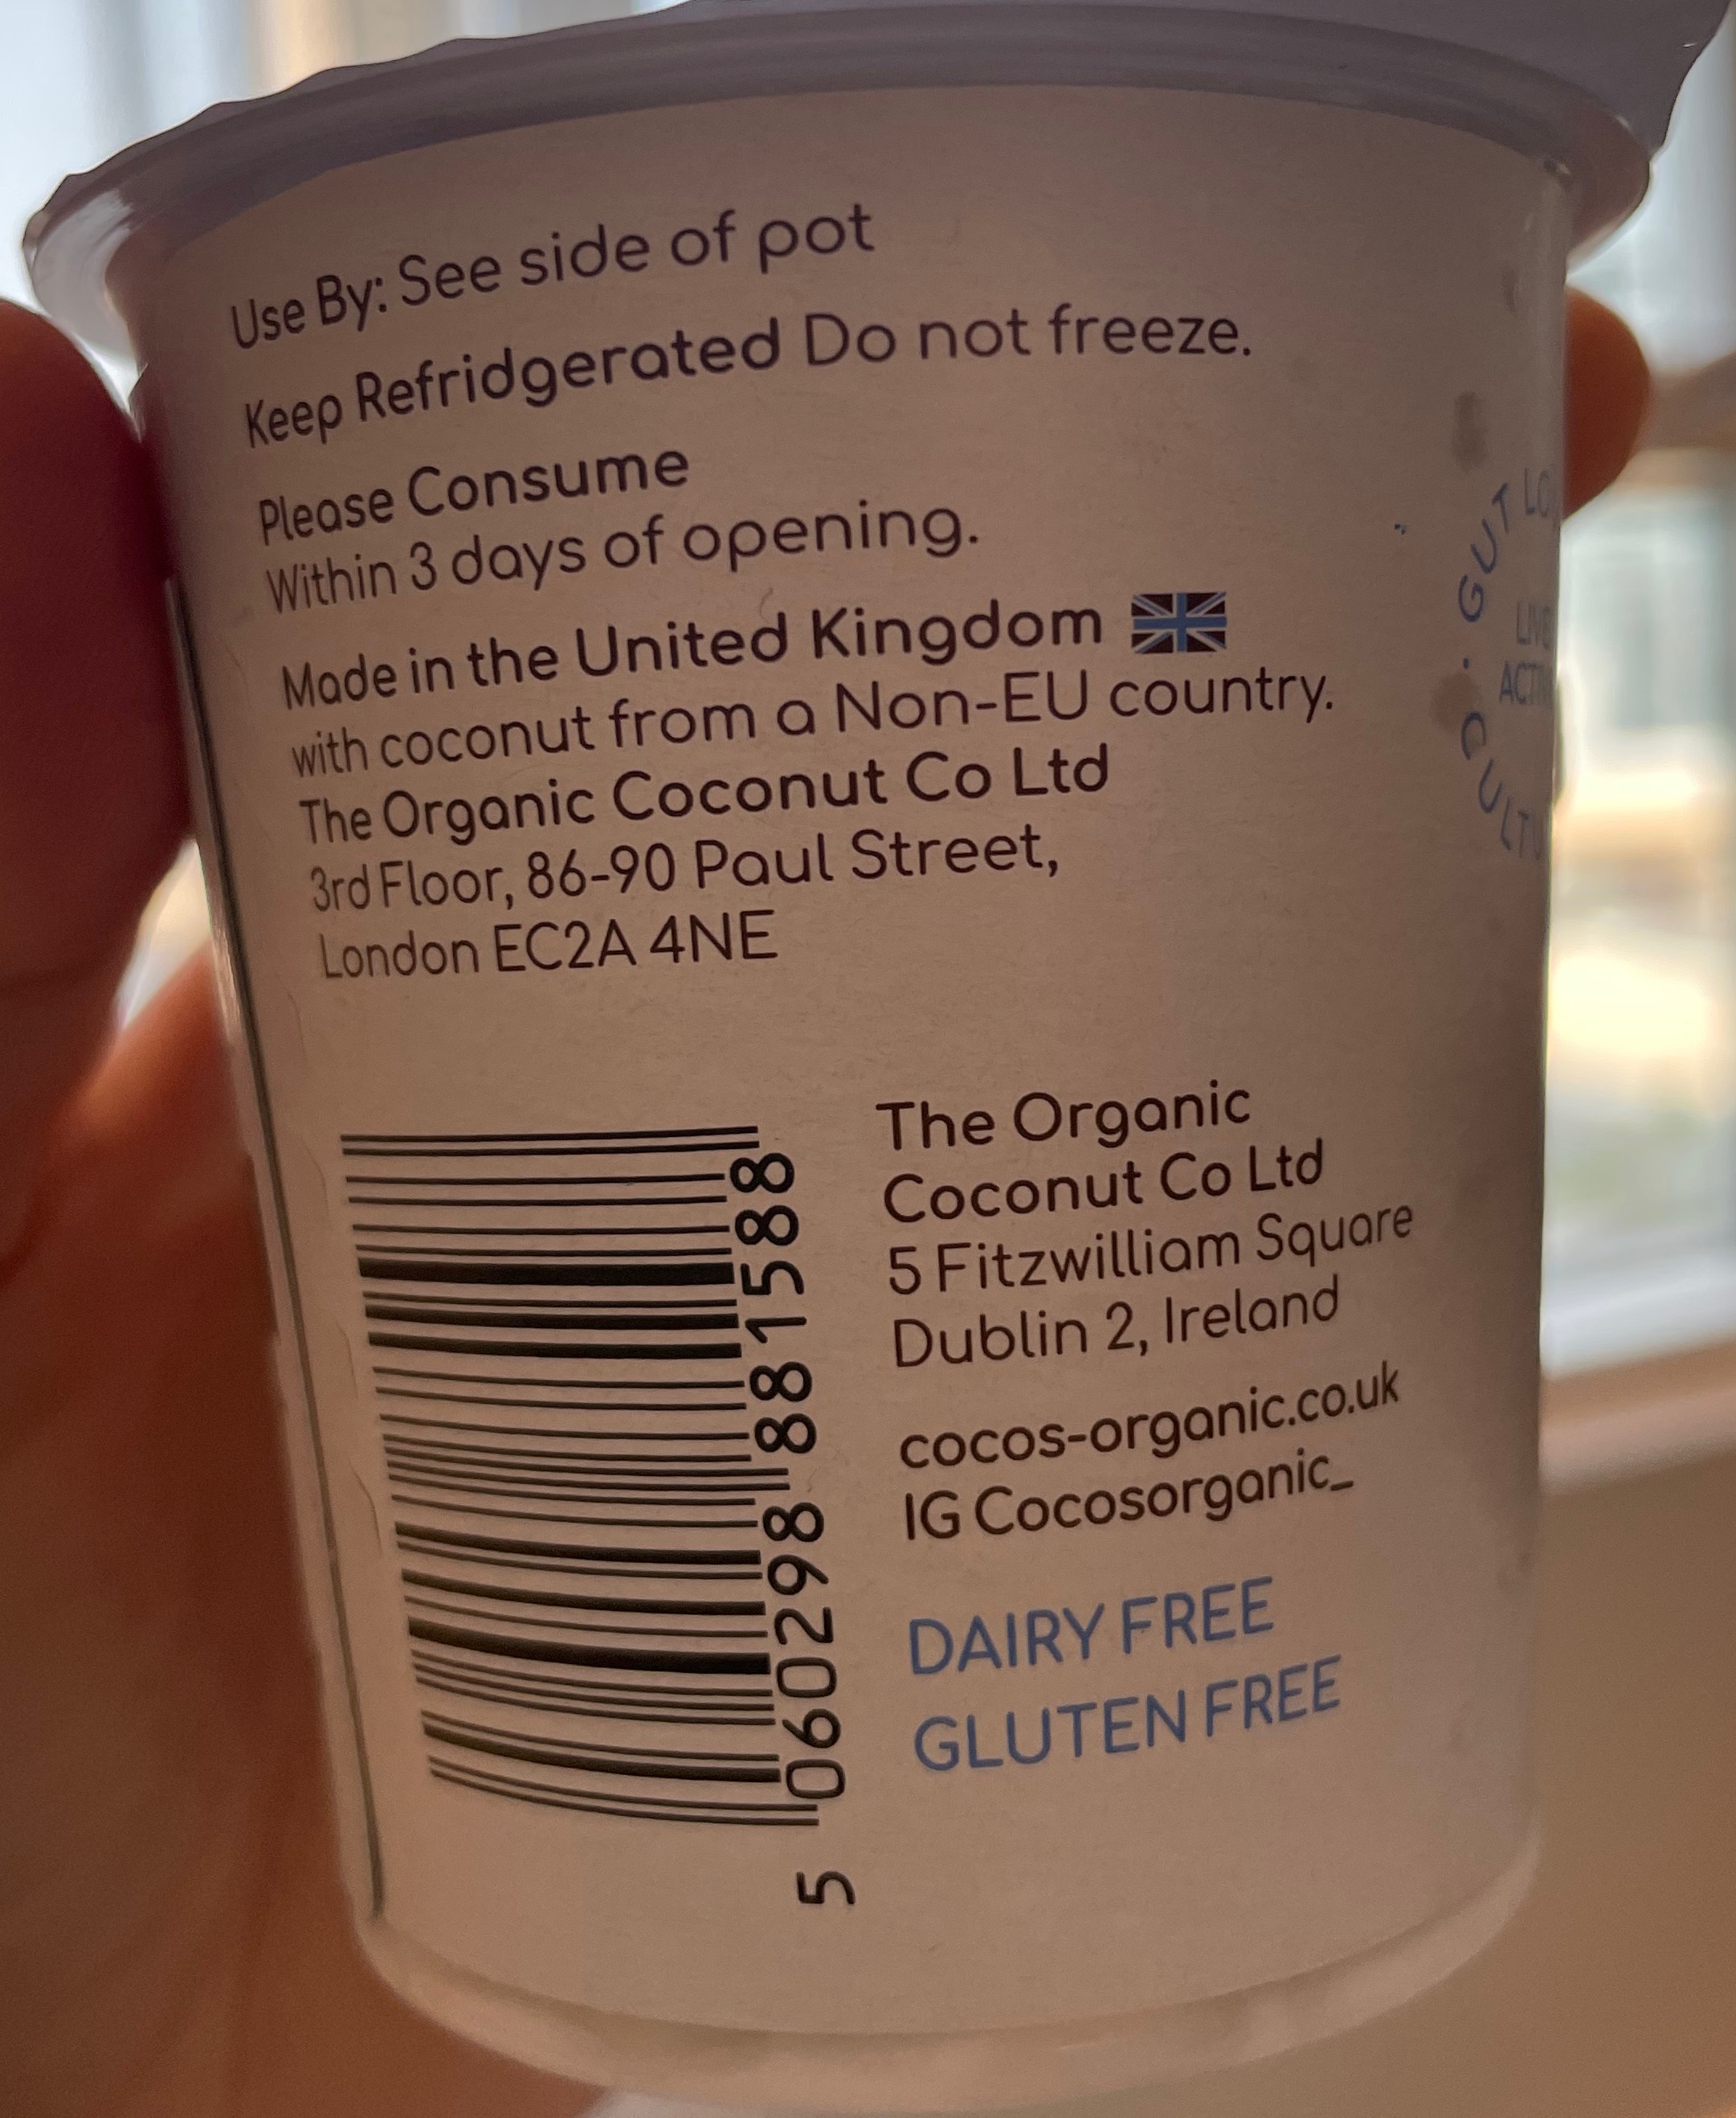 Use By: See side of pot
Keep Refridgerated Do not freeze.
Please Consume
Within 3 days of opening.
Made in the United Kingdom
with coconut from a Non-EU country.
The Organic Coconut Co Ltd
3rd Floor, 86-90 Paul Street,
London EC2A 4NE
The Organic
Coconut Co Ltd
5 Fitzwilliam Square
Dublin 2, Ireland
cocos-organic.co.uk
IG Cocosorganic_
DAIRY FREE
GLUTEN FREE
5 060298 881588
GUT